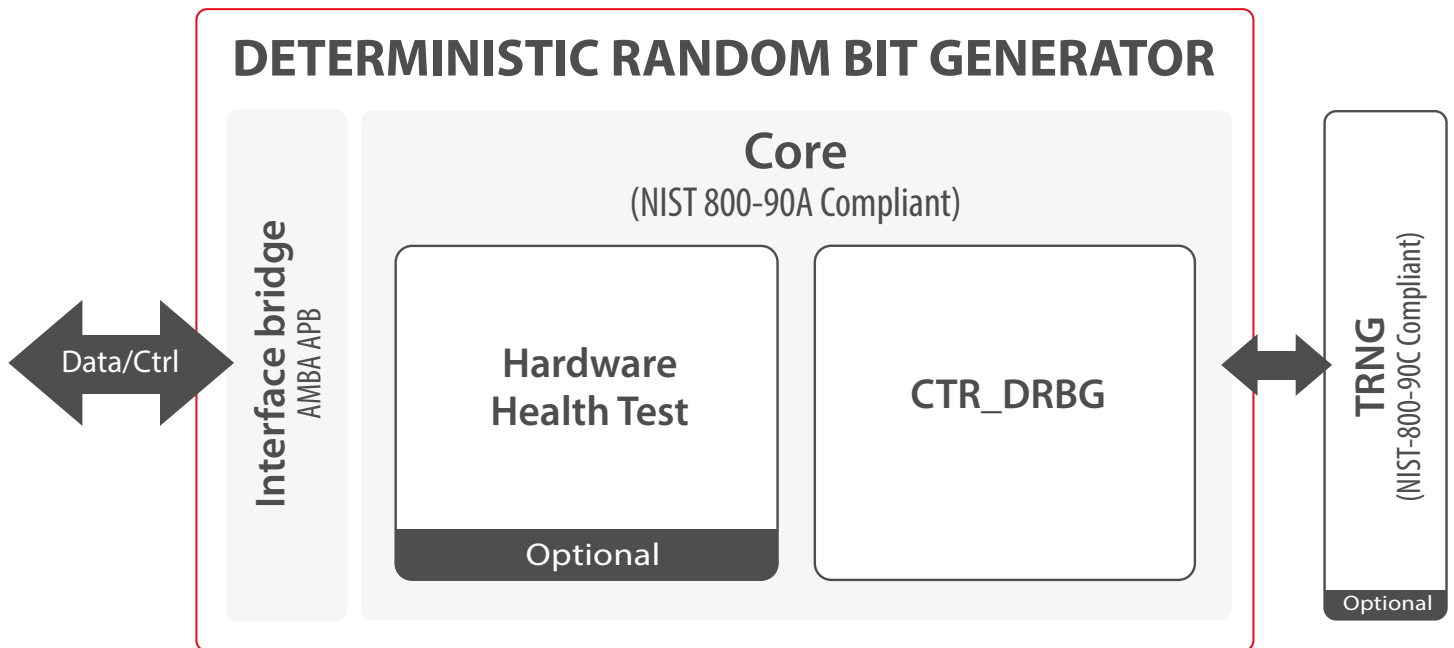 DETERMINISTIC RANDOM BIT GENERATOR
Data/Ctrl
Interface bridge
AMBA APB
Core
(NIST 800-90A Compliant)
Hardware
Health Test
Optional
CTR_DRBG
TRNG
(NIST-800-90C Compliant)
Optional